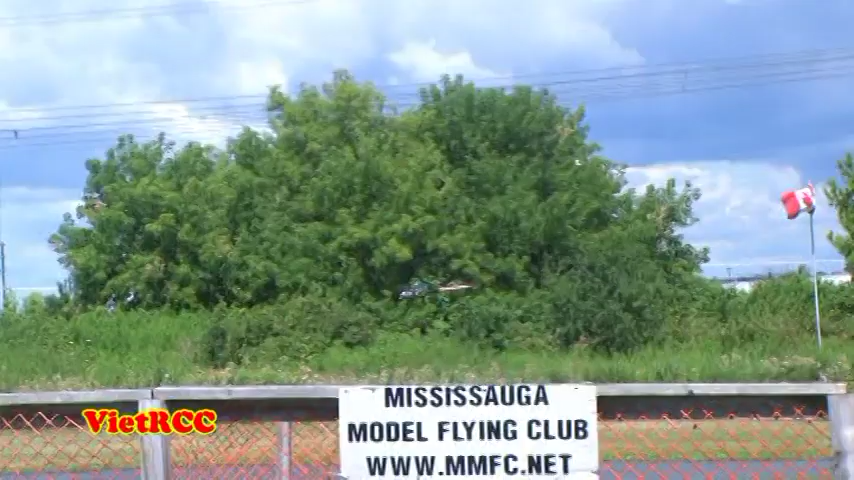 MISSISSAUGA
MODEL FLYING CLUB
WWW.MMFC.NET
VietRCC